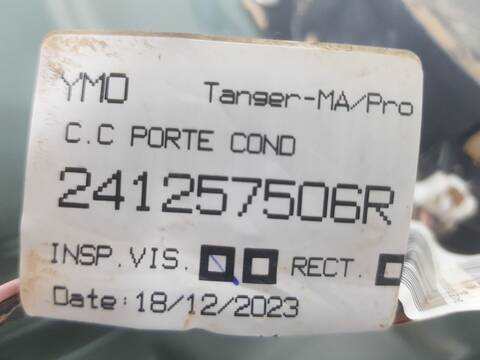 YMO Tanger-MA/Pro
C.C PORTE COND
241257506R
INSP.VIS. RECT.
Date:18/12/2023